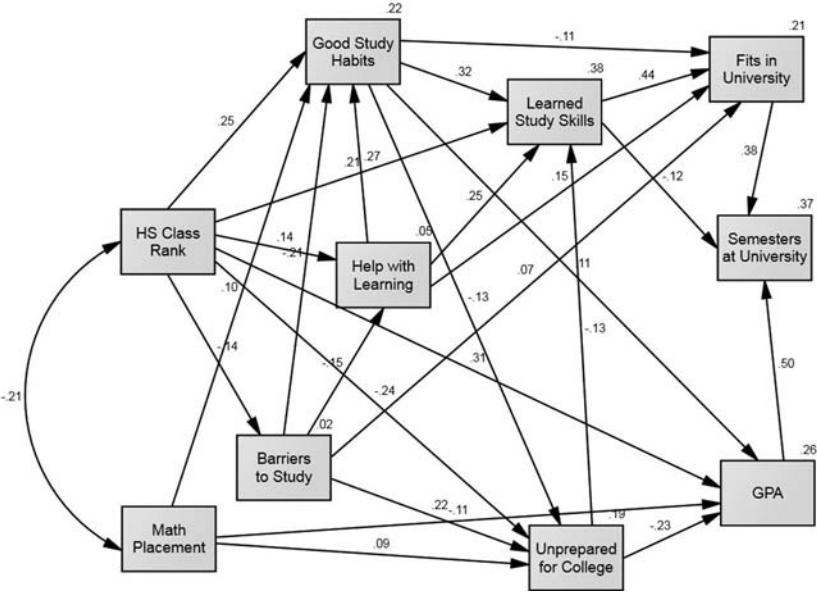 .22
Good Study
Habits
-.11
.21
Fits in
University
.32
.38
.44
Learned
Study Skills
.25
.21
.27
.15
-.12
.38
HS Class
Rank
.14
-.21
.05
.25
Help with
Learning
.37
Semesters
at University
.10
-.13
.07
.11
-.14
-.15
-.24
.31
-.13
.50
-.21
.02
Barriers
to Study
.26
GPA
Math
Placement
.22
-.11
.19
-.23
.09
Unprepared
for College